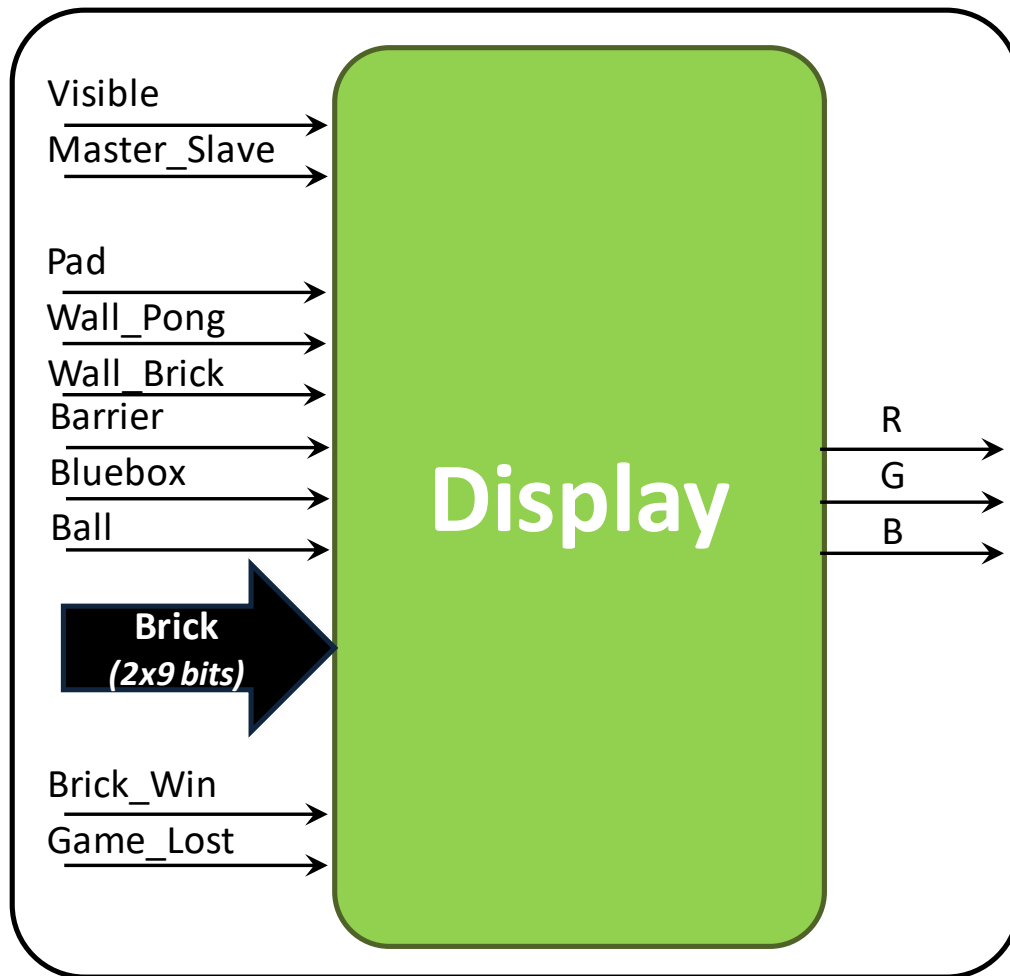 Visible
Master_Slave
Pad
Wall_Pong
Wall_Brick
Barrier
Bluebox
Ball
Brick
(2x9 bits)
Brick_Win
Game_Lost
Display
R
G
B